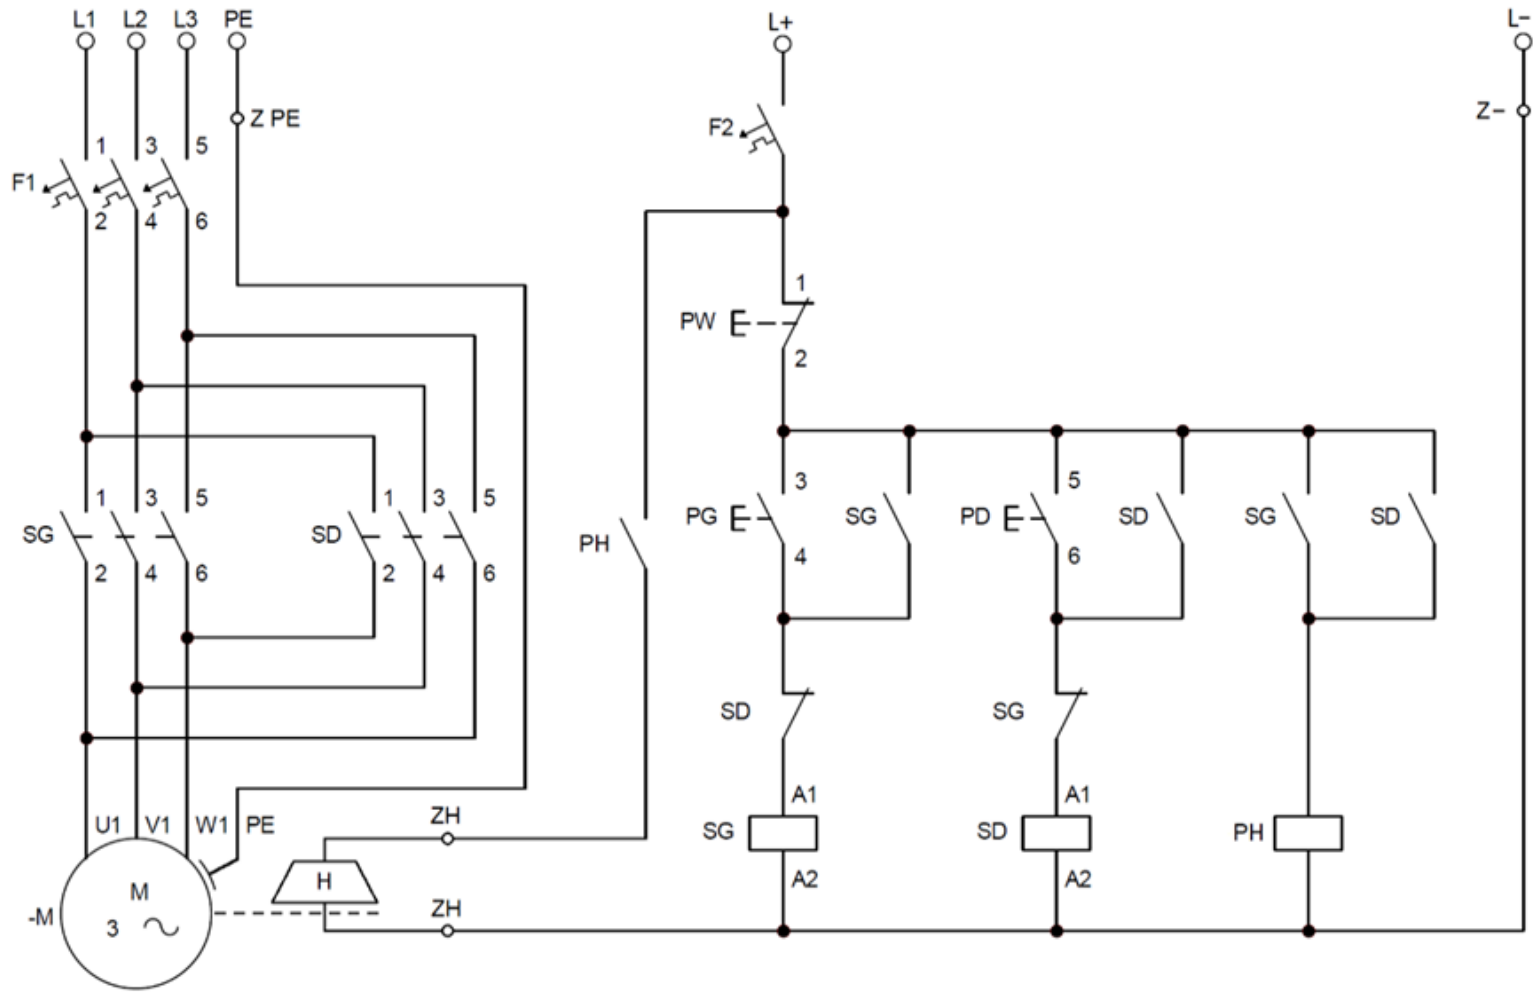 L1 L2 L3 PE L+ L−
Z PE Z−
F2
1 3 5
F1
2 4 6
1
PW
2
3 5
1 3 5 1 3 5
SG SD PH PG SG PD SD SG SD
2 4 6 2 4 6
4 6
SD SG
A1 A1
U1 V1 W1 PE ZH
SG SD PH
A2 A2
M H
-M 3 ZH